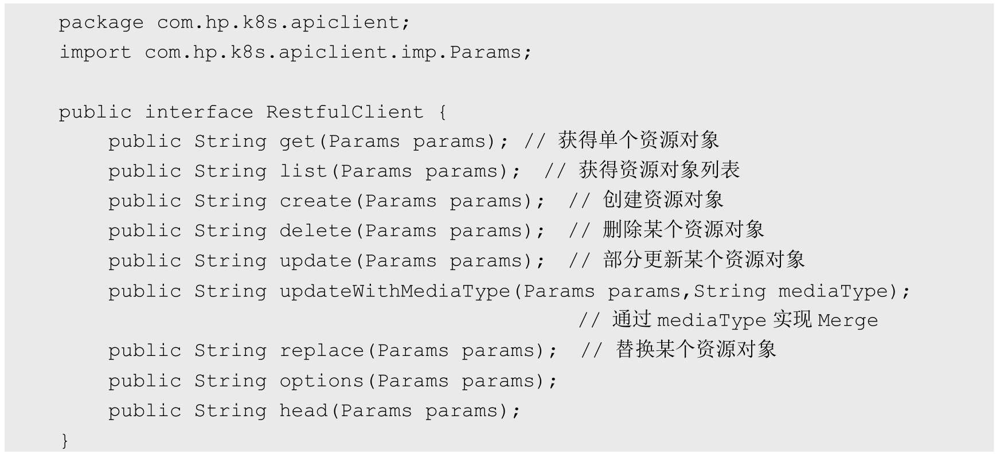 package com.hp.k8s.apiclient;
import com.hp.k8s.apiclient.imp.Params;

public interface RestfulClient {
    public String get(Params params); // 获得单个资源对象
    public String list(Params params);  // 获得资源对象列表
    public String create(Params params);  // 创建资源对象
    public String delete(Params params);  // 删除某个资源对象
    public String update(Params params);  // 部分更新某个资源对象
    public String updateWithMediaType(Params params,String mediaType);
                                          // 通过 mediaType 实现 Merge
    public String replace(Params params);  // 替换某个资源对象
    public String options(Params params);
    public String head(Params params);
}